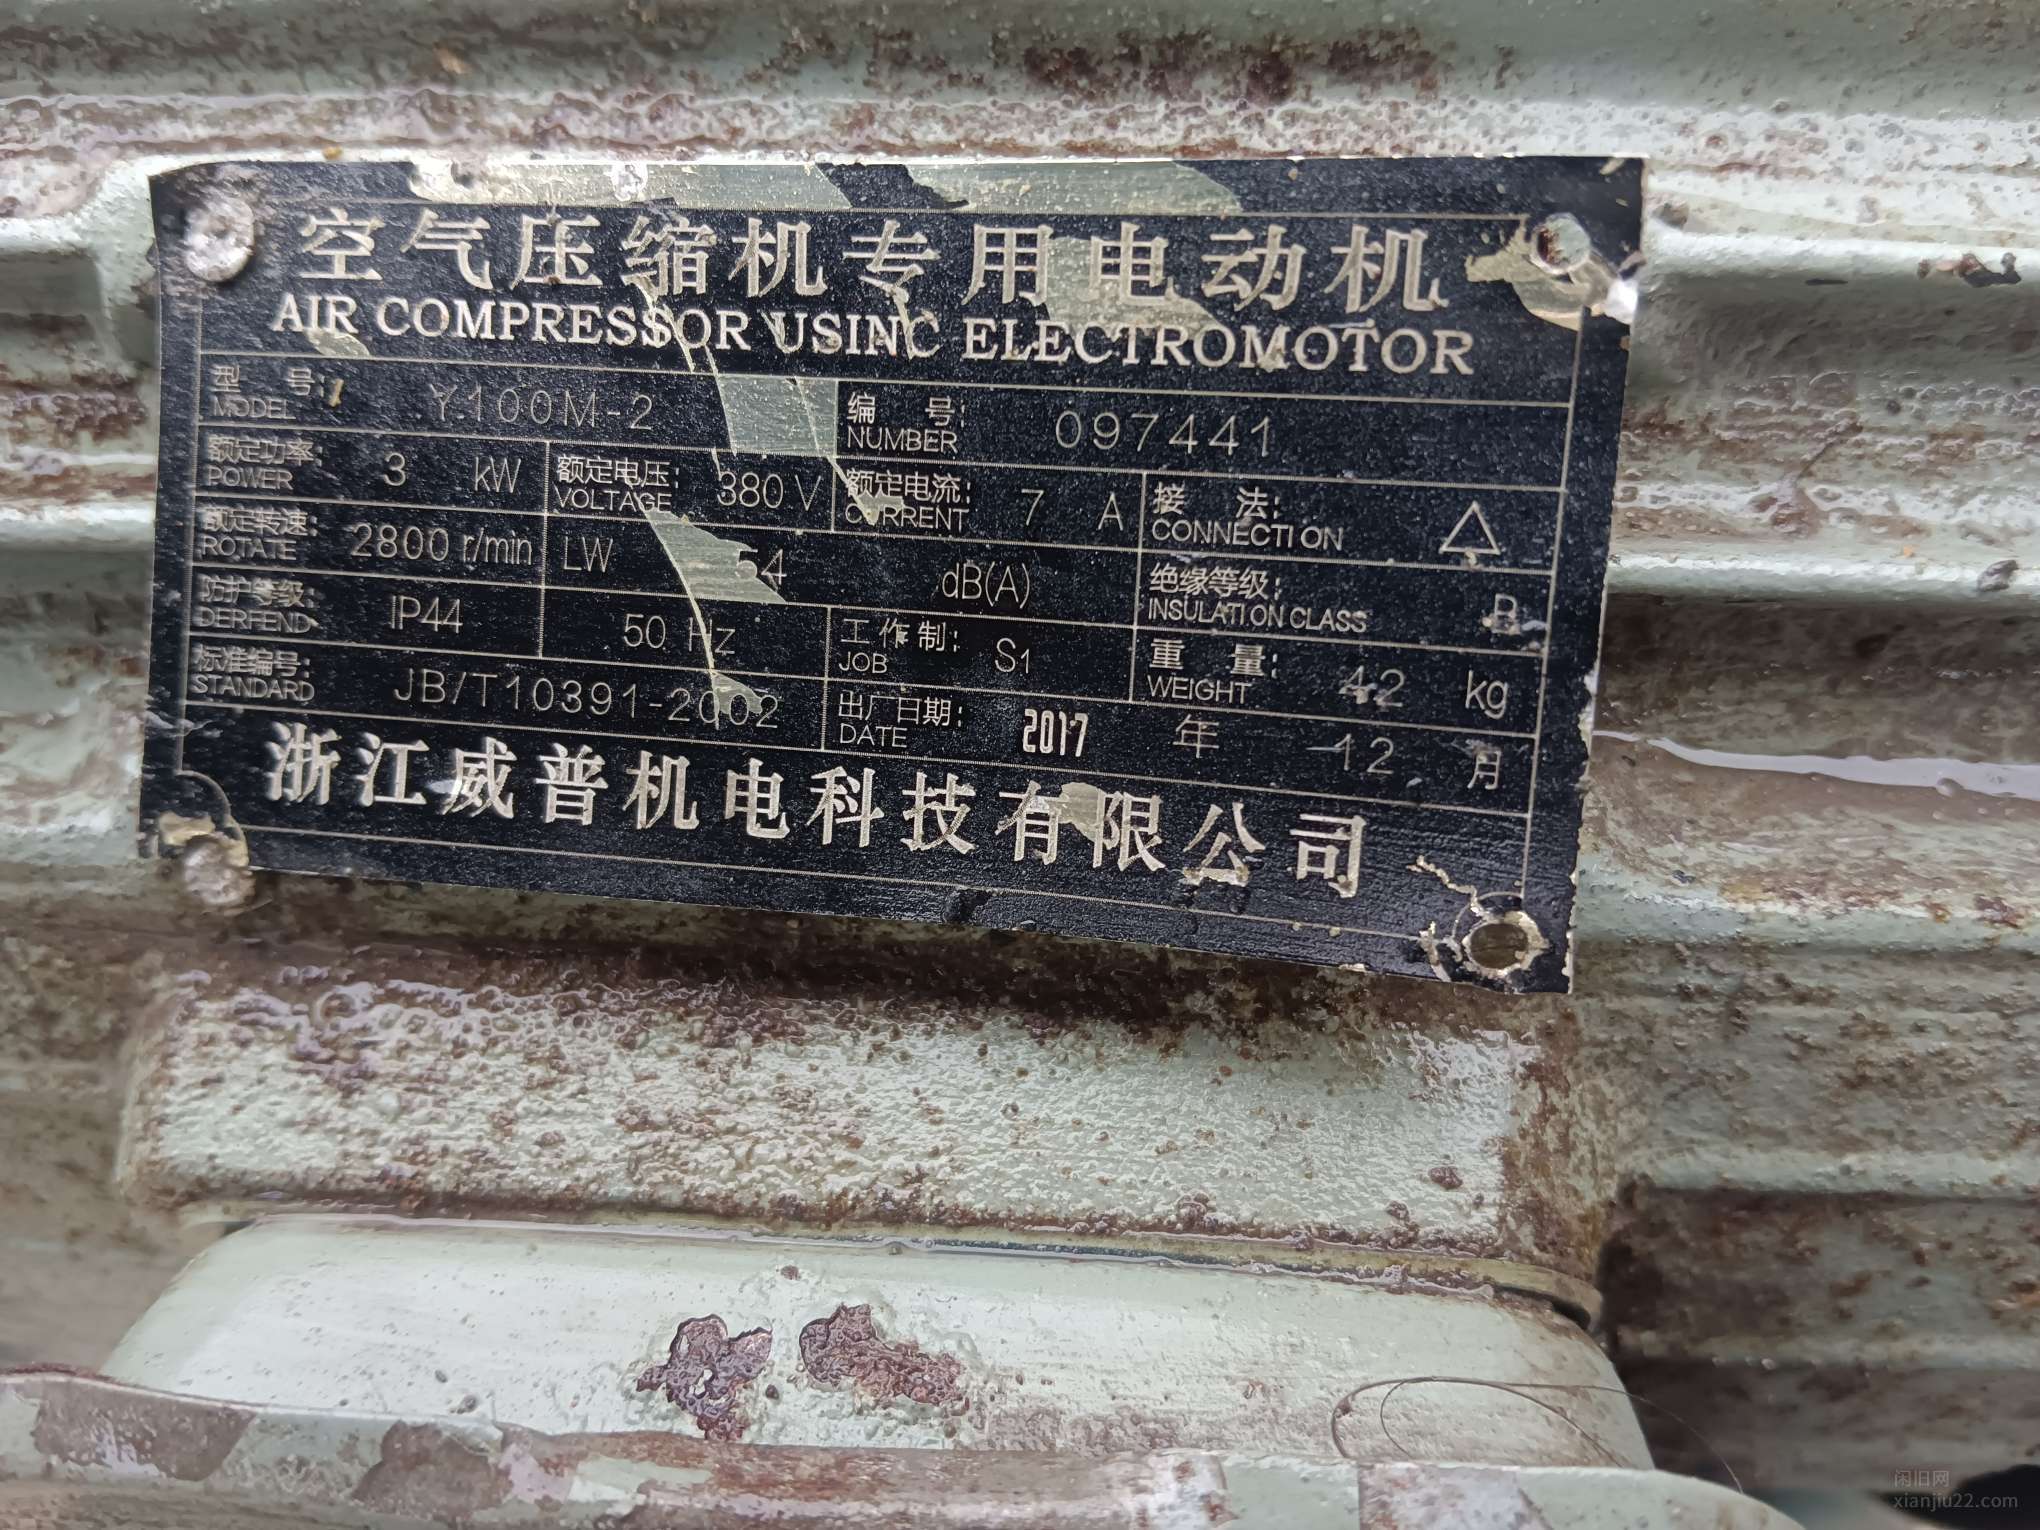 空气压缩机专用电动机
AIR COMPRESSOR USING ELECTROMOTOR
型 号: Y100M-2 编 号: 097441
MODEL NUMBER
额定功率: 3 kW 额定电压: 380 V 额定电流: 7 A 接 法: △
POWER VOLTAGE CURRENT CONNECTION
额定转速: 2800 r/min LW 54 dB(A) 绝缘等级: B
ROTATE INSULATION CLASS
防护等级: IP44 50 Hz 工作制: S1 重 量: 42 kg
DERFEND JOB WEIGHT
标准编号: JB/T10391-2002 出厂日期: 2017 年 12 月
STANDARD DATE
浙江威普机电科技有限公司
闲旧网
xianjiu22.com